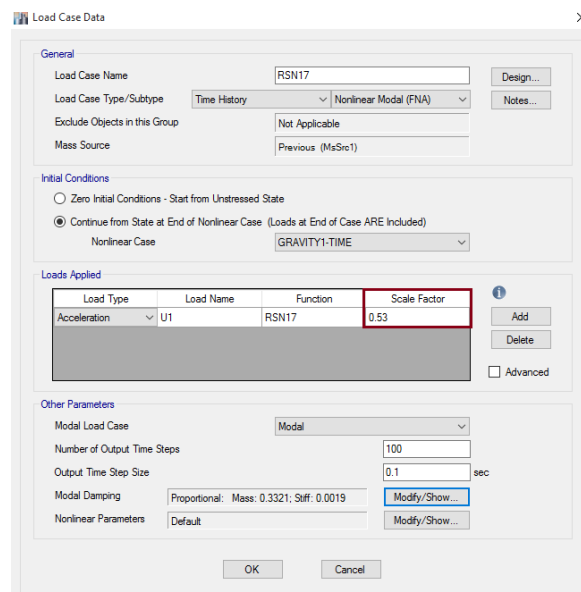 Load Case Data
General
Load Case Name RSN17 Design...
Load Case Type/Subtype Time History Nonlinear Modal (FNA) Notes...
Exclude Objects in this Group Not Applicable
Mass Source Previous (MsSrc1)
Initial Conditions
Zero Initial Conditions - Start from Unstressed State
Continue from State at End of Nonlinear Case (Loads at End of Case ARE Included)
Nonlinear Case GRAVITY1-TIME
Loads Applied
Load Type Load Name Function Scale Factor
Acceleration U1 RSN17 0.53 Add
Delete
Advanced
Other Parameters
Modal Load Case Modal
Number of Output Time Steps 100
Output Time Step Size 0.1 sec
Modal Damping Proportional: Mass: 0.3321; Stiff: 0.0019 Modify/Show...
Nonlinear Parameters Default Modify/Show...
OK Cancel